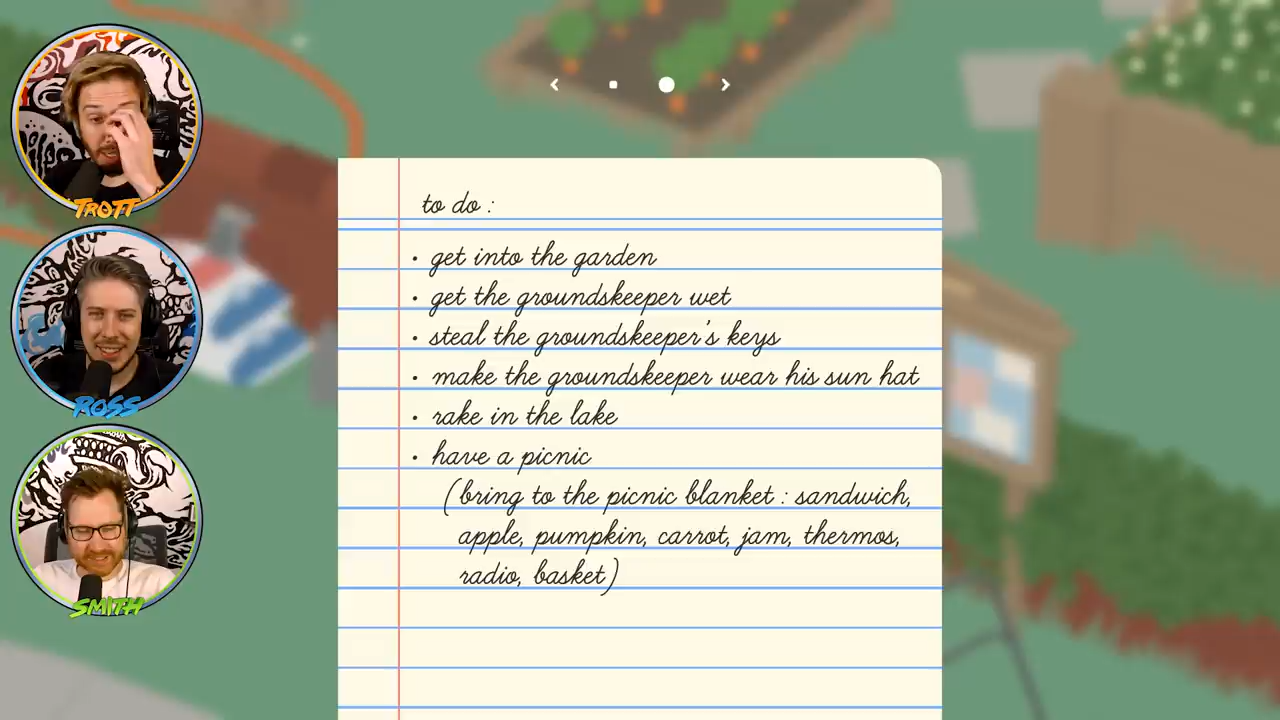 TROTT
ROSS
SMITH
to do :
• get into the garden
• get the groundskeeper wet
• steal the groundskeeper's keys
• make the groundskeeper wear his sun hat
• rake in the lake
• have a picnic
(bring to the picnic blanket : sandwich,
apple, pumpkin, carrot, jam, thermos,
radio, basket)